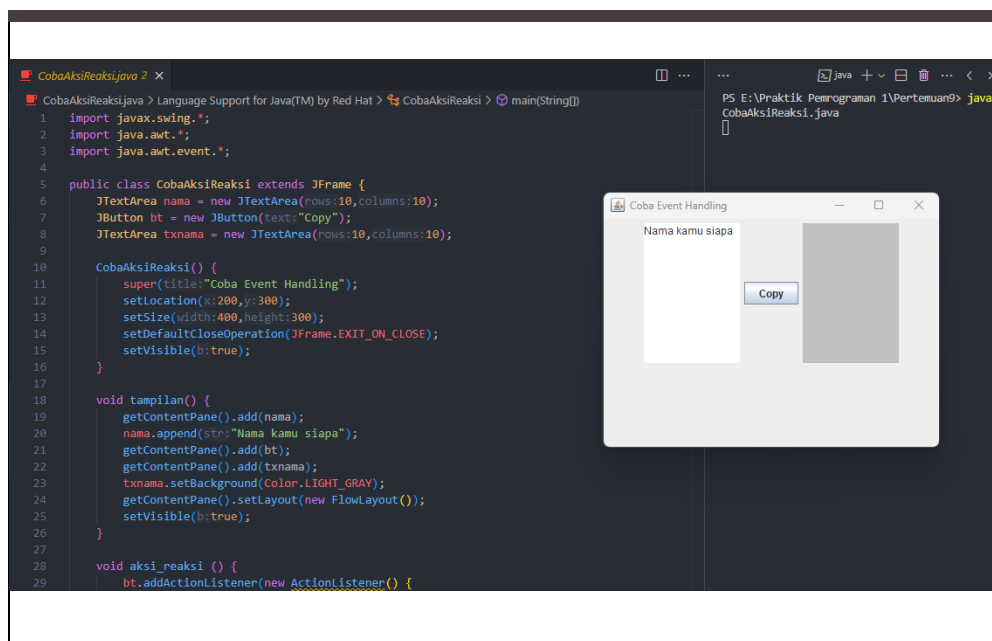 CobaAksiReaksi.java 2
CobaAksiReaksi.java > Language Support for Java(TM) by Red Hat > CobaAksiReaksi > main(String[])
1 import javax.swing.*;
2 import java.awt.*;
3 import java.awt.event.*;
4
5 public class CobaAksiReaksi extends JFrame {
6 JTextArea nama = new JTextArea(rows:10,columns:10);
7 JButton bt = new JButton(text:"Copy");
8 JTextArea txnama = new JTextArea(rows:10,columns:10);
9
10 CobaAksiReaksi() {
11 super(title:"Coba Event Handling");
12 setLocation(x:200,y:300);
13 setSize(width:400,height:300);
14 setDefaultCloseOperation(JFrame.EXIT_ON_CLOSE);
15 setVisible(b:true);
16 }
17
18 void tampilan() {
19 getContentPane().add(nama);
20 nama.append(str:"Nama kamu siapa");
21 getContentPane().add(bt);
22 getContentPane().add(txnama);
23 txnama.setBackground(Color.LIGHT_GRAY);
24 getContentPane().setLayout(new FlowLayout());
25 setVisible(b:true);
26 }
27
28 void aksi_reaksi () {
29 bt.addActionListener(new ActionListener() {
java
PS E:\Praktik Pemrograman 1\Pertemuan9> java
CobaAksiReaksi.java
Coba Event Handling
Nama kamu siapa
Copy